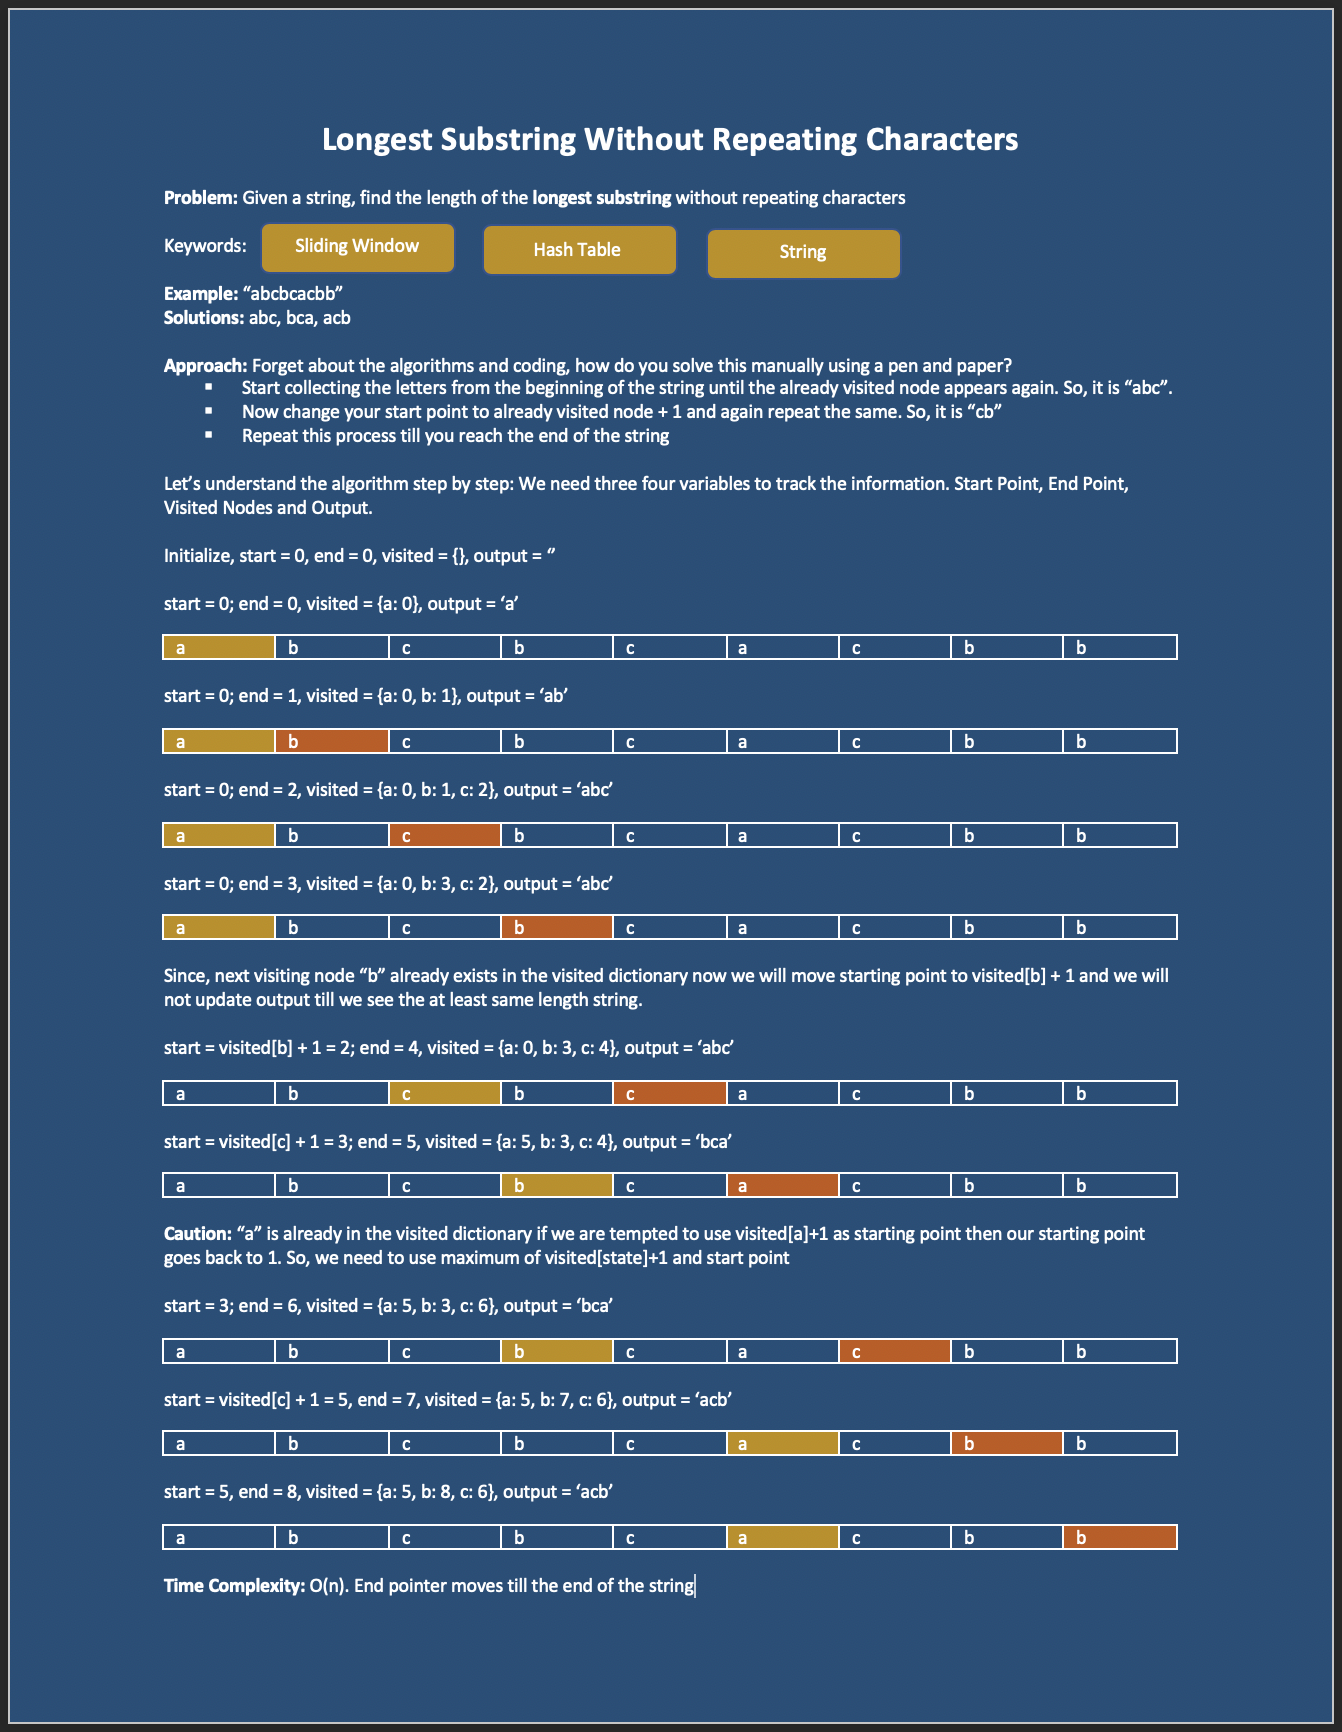 Longest Substring Without Repeating Characters
Problem: Given a string, find the length of the longest substring without repeating characters
Keywords: Sliding Window Hash Table String
Example: “abcbcacbb”
Solutions: abc, bca, acb
Approach: Forget about the algorithms and coding, how do you solve this manually using a pen and paper?
▪ Start collecting the letters from the beginning of the string until the already visited node appears again. So, it is “abc”.
▪ Now change your start point to already visited node + 1 and again repeat the same. So, it is “cb”
▪ Repeat this process till you reach the end of the string
Let’s understand the algorithm step by step: We need three four variables to track the information. Start Point, End Point,
Visited Nodes and Output.
Initialize, start = 0, end = 0, visited = {}, output = ‘’
start = 0; end = 0, visited = {a: 0}, output = ‘a’
a b c b c a c b b
start = 0; end = 1, visited = {a: 0, b: 1}, output = ‘ab’
a b c b c a c b b
start = 0; end = 2, visited = {a: 0, b: 1, c: 2}, output = ‘abc’
a b c b c a c b b
start = 0; end = 3, visited = {a: 0, b: 3, c: 2}, output = ‘abc’
a b c b c a c b b
Since, next visiting node “b” already exists in the visited dictionary now we will move starting point to visited[b] + 1 and we will
not update output till we see the at least same length string.
start = visited[b] + 1 = 2; end = 4, visited = {a: 0, b: 3, c: 4}, output = ‘abc’
a b c b c a c b b
start = visited[c] + 1 = 3; end = 5, visited = {a: 5, b: 3, c: 4}, output = ‘bca’
a b c b c a c b b
Caution: “a” is already in the visited dictionary if we are tempted to use visited[a]+1 as starting point then our starting point
goes back to 1. So, we need to use maximum of visited[state]+1 and start point
start = 3; end = 6, visited = {a: 5, b: 3, c: 6}, output = ‘bca’
a b c b c a c b b
start = visited[c] + 1 = 5, end = 7, visited = {a: 5, b: 7, c: 6}, output = ‘acb’
a b c b c a c b b
start = 5, end = 8, visited = {a: 5, b: 8, c: 6}, output = ‘acb’
a b c b c a c b b
Time Complexity: O(n). End pointer moves till the end of the string